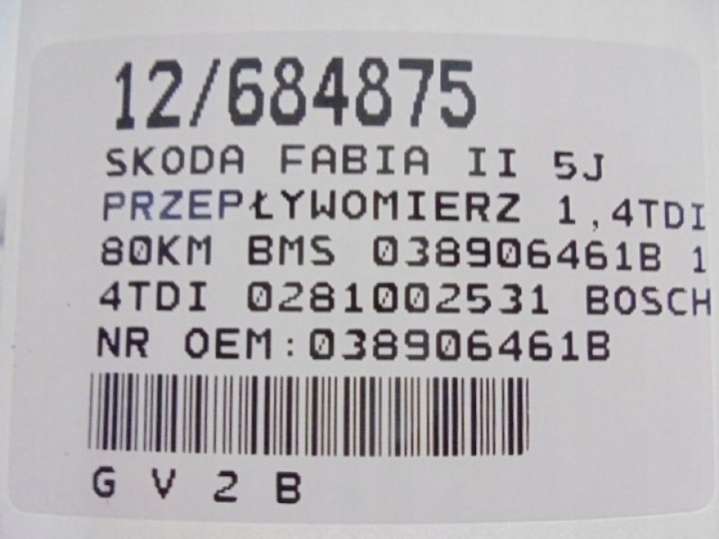 12/684875
SKODA FABIA II 5J
PRZEPŁYWOMIERZ 1,4TDI
80KM BMS 038906461B 1
4TDI 0281002531 BOSCH
NR OEM:038906461B
G V 2 B